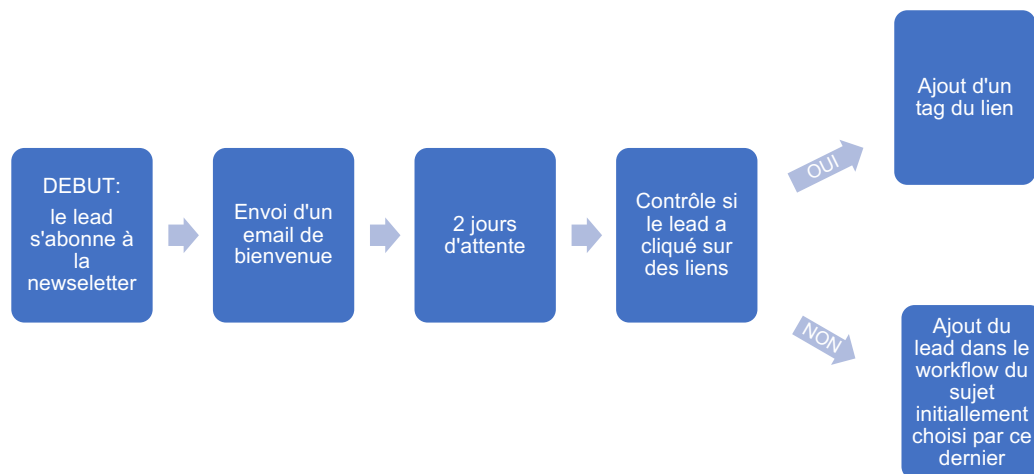 DEBUT:
le lead
s'abonne à
la
newseletter
Envoi d'un
email de
bienvenue
2 jours
d'attente
Contrôle si
le lead a
cliqué sur
des liens
OUI
Ajout d'un
tag du lien
NON
Ajout du
lead dans le
workflow du
sujet
initiallement
choisi par ce
dernier